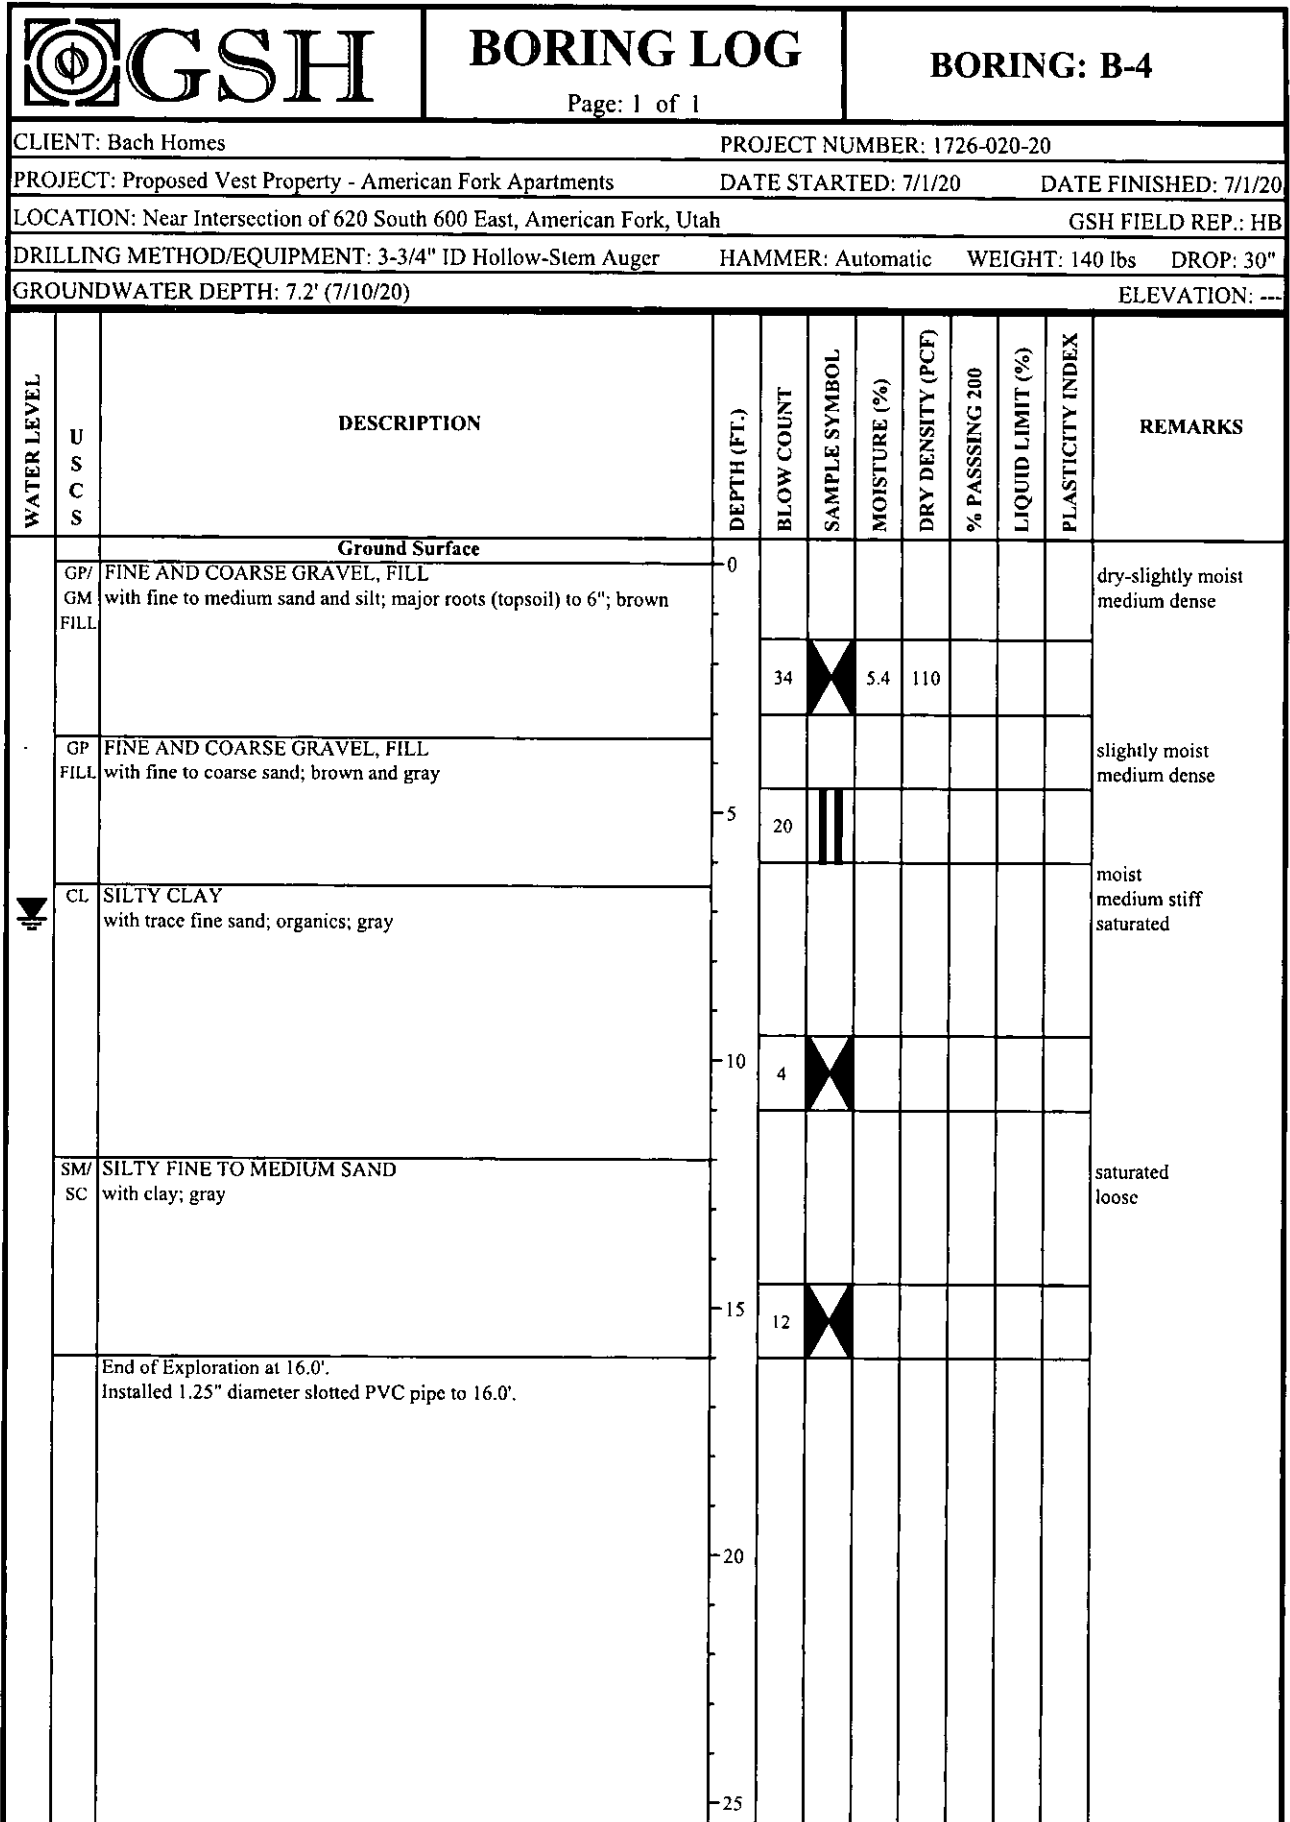 GSH
BORING LOG
Page: 1 of 1
BORING: B-4
CLIENT: Bach Homes PROJECT NUMBER: 1726-020-20
PROJECT: Proposed Vest Property - American Fork Apartments DATE STARTED: 7/1/20 DATE FINISHED: 7/1/20
LOCATION: Near Intersection of 620 South 600 East, American Fork, Utah GSH FIELD REP.: HB
DRILLING METHOD/EQUIPMENT: 3-3/4" ID Hollow-Stem Auger HAMMER: Automatic WEIGHT: 140 lbs DROP: 30"
GROUNDWATER DEPTH: 7.2' (7/10/20) ELEVATION: ---
WATER LEVEL
U
S
C
S
DESCRIPTION
DEPTH (FT.)
BLOW COUNT
SAMPLE SYMBOL
MOISTURE (%)
DRY DENSITY (PCF)
% PASSSING 200
LIQUID LIMIT (%)
PLASTICITY INDEX
REMARKS
Ground Surface
0
GP/ FINE AND COARSE GRAVEL, FILL dry-slightly moist
GM with fine to medium sand and silt; major roots (topsoil) to 6"; brown medium dense
FILL
34 5.4 110
GP FINE AND COARSE GRAVEL, FILL slightly moist
FILL with fine to coarse sand; brown and gray medium dense
5 20
moist
CL SILTY CLAY medium stiff
with trace fine sand; organics; gray saturated
10 4
SM/ SILTY FINE TO MEDIUM SAND saturated
SC with clay; gray loose
15 12
End of Exploration at 16.0'.
Installed 1.25" diameter slotted PVC pipe to 16.0'.
20
25